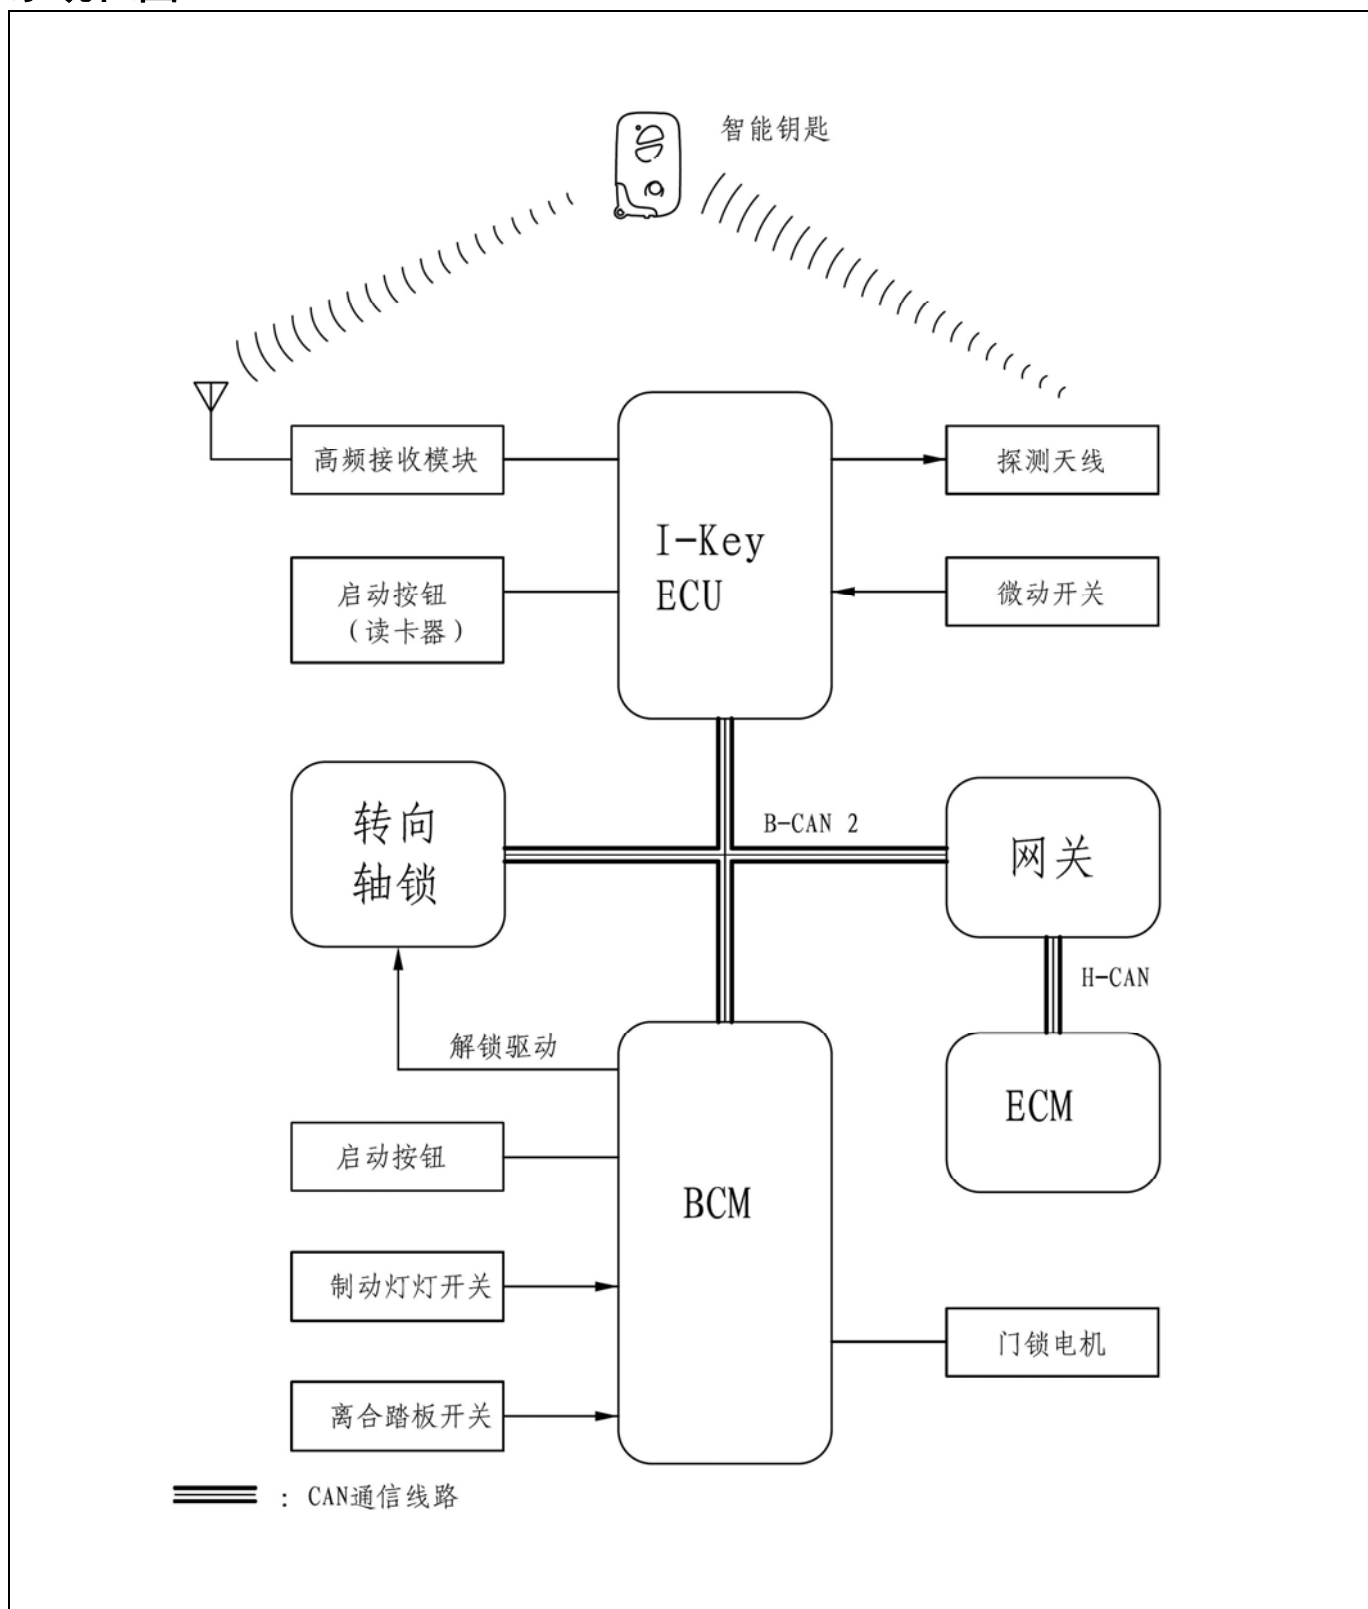 智能钥匙
高频接收模块
探测天线
I-Key
ECU
启动按钮
（读卡器）
微动开关
转向
轴锁
B-CAN 2
网关
H-CAN
解锁驱动
ECM
启动按钮
BCM
制动灯灯开关
门锁电机
离合踏板开关
：CAN通信线路